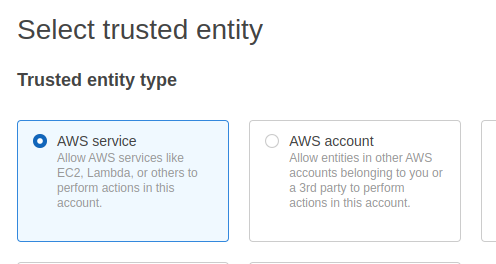 Select trusted entity
Trusted entity type
AWS service
Allow AWS services like
EC2, Lambda, or others to
perform actions in this
account.
AWS account
Allow entities in other AWS
accounts belonging to you or
a 3rd party to perform
actions in this account.